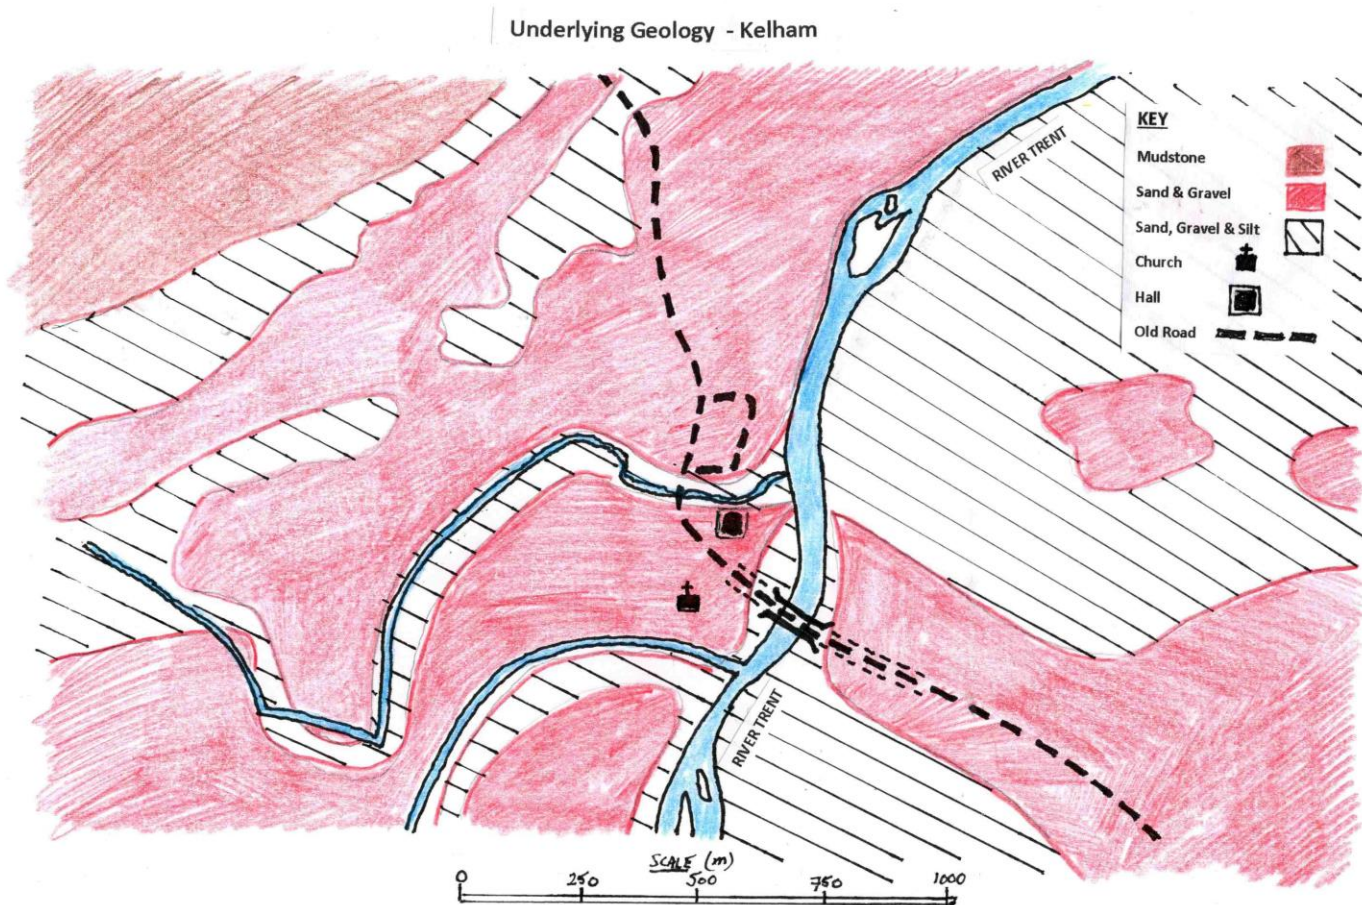 Underlying Geology - Kelham
RIVER TRENT
KEY
Mudstone
Sand & Gravel
Sand, Gravel & Silt
Church
Hall
Old Road
RIVER TRENT
SCALE (m)
0 250 500 750 1000